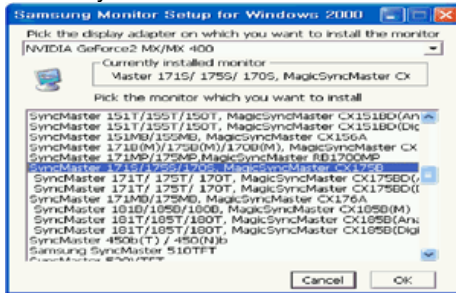 Samsung Monitor Setup for Windows 2000
Pick the display adapter on which you want to install the monitor
NVIDIA GeForce2 MX/MX 400
Currently installed monitor
Master 171S/ 175S/ 170S, MagicSyncMaster CX
Pick the monitor which you want to install
SyncMaster 151T/155T/150T, MagicSyncMaster CX151BD(An
SyncMaster 151T/155T/150T, MagicSyncMaster CX151BD(Dig
SyncMaster 151MB/155MB, MagicSyncMaster CX156A
SyncMaster 171B(M)/175B(M)/170B(M), MagicSyncMaster CX
SyncMaster 171MP/175MP,MagicSyncMaster RB1700MP
SyncMaster 171S/175S/170S, MagicSyncMaster CX175B
SyncMaster 171T/ 175T/ 170T, MagicSyncMaster CX175BD(A
SyncMaster 171T/ 175T/ 170T, MagicSyncMaster CX175BD(D
SyncMaster 171MB/175MB, MagicSyncMaster CX176A
SyncMaster 181B/185B/180B, MagicSyncMaster CX185B(M)
SyncMaster 181T/185T/180T, MagicSyncMaster CX185B(Ana
SyncMaster 181T/185T/180T, MagicSyncMaster CX185B(Digi
SyncMaster 450b(T) / 450(N)b
Samsung SyncMaster 510TFT
Cancel
OK